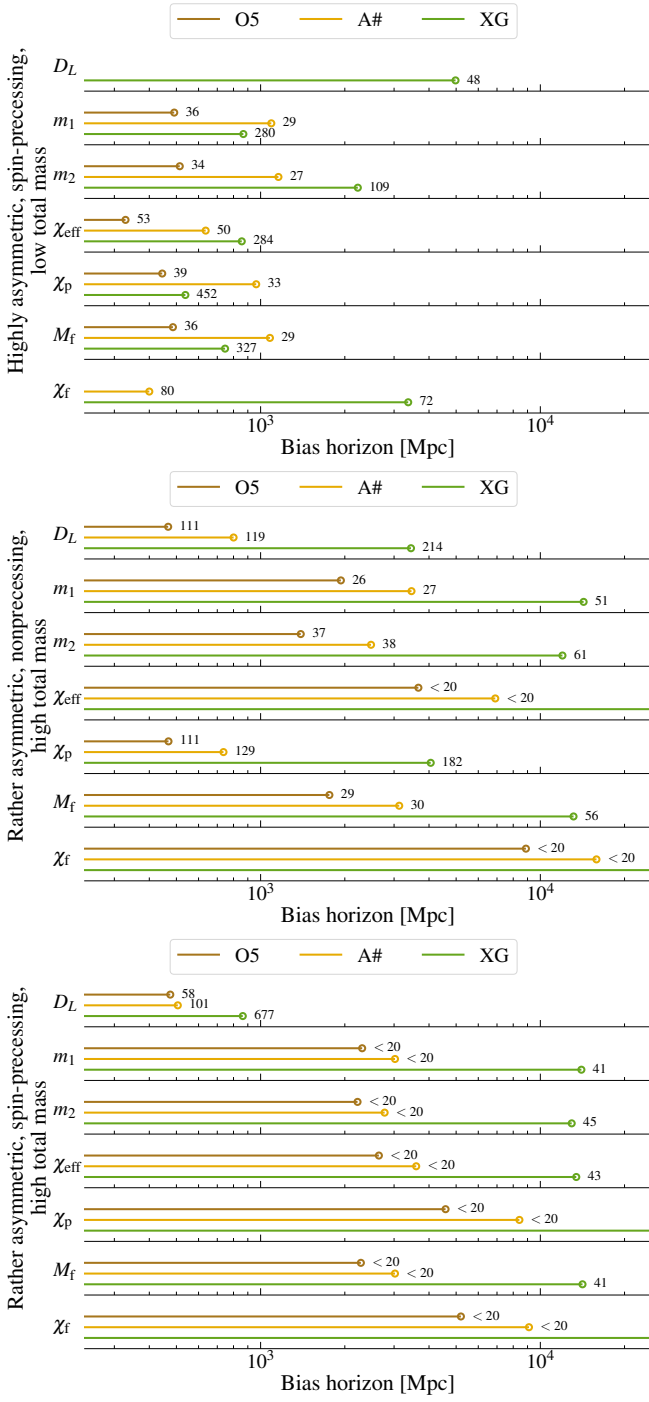 O5 A# XG
Highly asymmetric, spin-precessing,
low total mass
D_L 48
m_1 36 29 280
m_2 34 27 109
χ_eff 53 50 284
χ_p 39 33 452
M_f 36 29 327
χ_f 80 72
10^3 10^4
Bias horizon [Mpc]
O5 A# XG
Rather asymmetric, nonprecessing,
high total mass
D_L 111 119 214
m_1 26 27 51
m_2 37 38 61
χ_eff < 20 < 20
χ_p 111 129 182
M_f 29 30 56
χ_f < 20 < 20
10^3 10^4
Bias horizon [Mpc]
O5 A# XG
Rather asymmetric, spin-precessing,
high total mass
D_L 58 101 677
m_1 < 20 < 20 41
m_2 < 20 < 20 45
χ_eff < 20 < 20 43
χ_p < 20 < 20
M_f < 20 < 20 41
χ_f < 20 < 20
10^3 10^4
Bias horizon [Mpc]